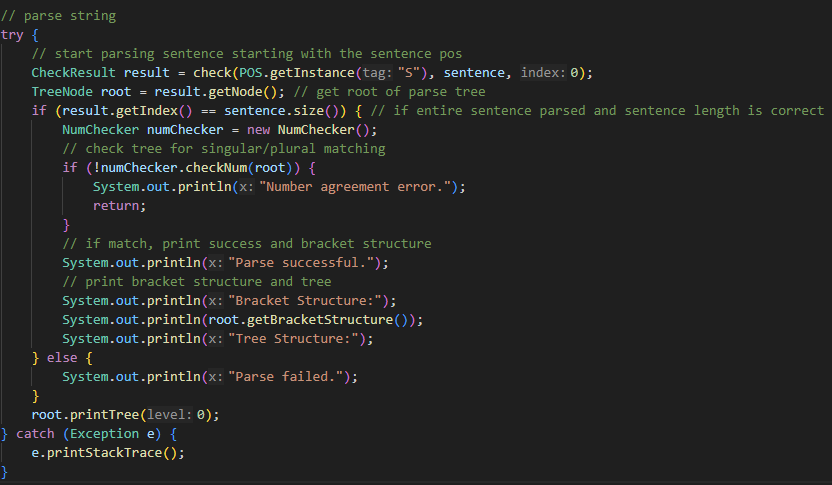 // parse string
try {
    // start parsing sentence starting with the sentence pos
    CheckResult result = check(POS.getInstance(tag: "S"), sentence, index: 0);
    TreeNode root = result.getNode(); // get root of parse tree
    if (result.getIndex() == sentence.size()) { // if entire sentence parsed and sentence length is correct
        NumChecker numChecker = new NumChecker();
        // check tree for singular/plural matching
        if (!numChecker.checkNum(root)) {
            System.out.println(x: "Number agreement error.");
            return;
        }
        // if match, print success and bracket structure
        System.out.println(x: "Parse successful.");
        // print bracket structure and tree
        System.out.println(x: "Bracket Structure:");
        System.out.println(root.getBracketStructure());
        System.out.println(x: "Tree Structure:");
    } else {
        System.out.println(x: "Parse failed.");
    }
    root.printTree(level: 0);
} catch (Exception e) {
    e.printStackTrace();
}